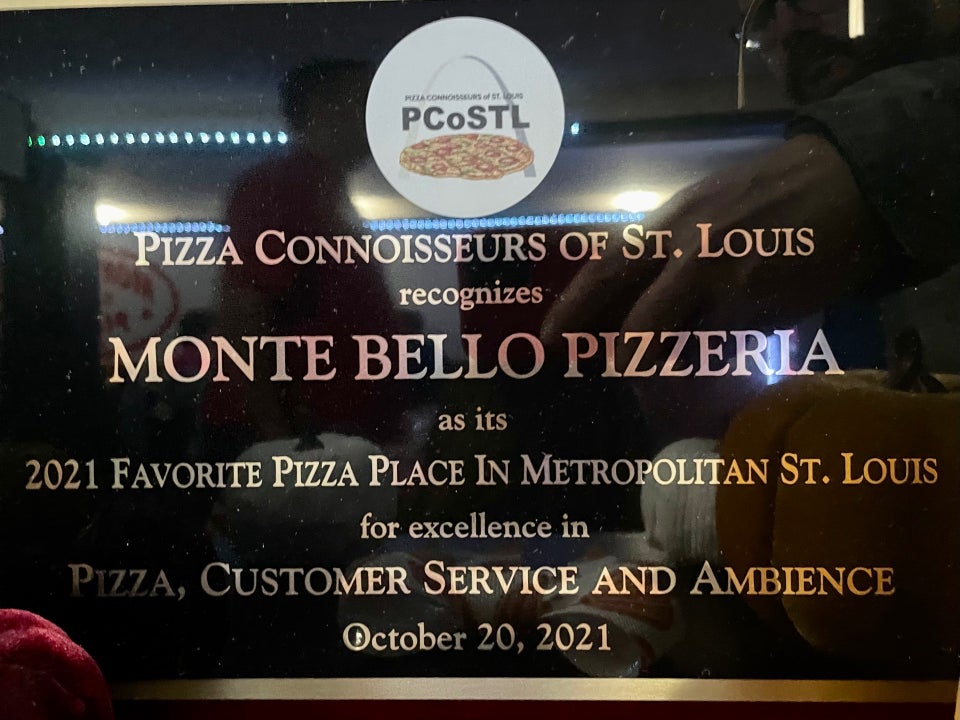 PIZZA CONNOISSEURS of ST. LOUIS
PCoSTL
PIZZA CONNOISSEURS OF ST. LOUIS
recognizes
MONTE BELLO PIZZERIA
as its
2021 FAVORITE PIZZA PLACE IN METROPOLITAN ST. LOUIS
for excellence in
PIZZA, CUSTOMER SERVICE AND AMBIENCE
October 20, 2021